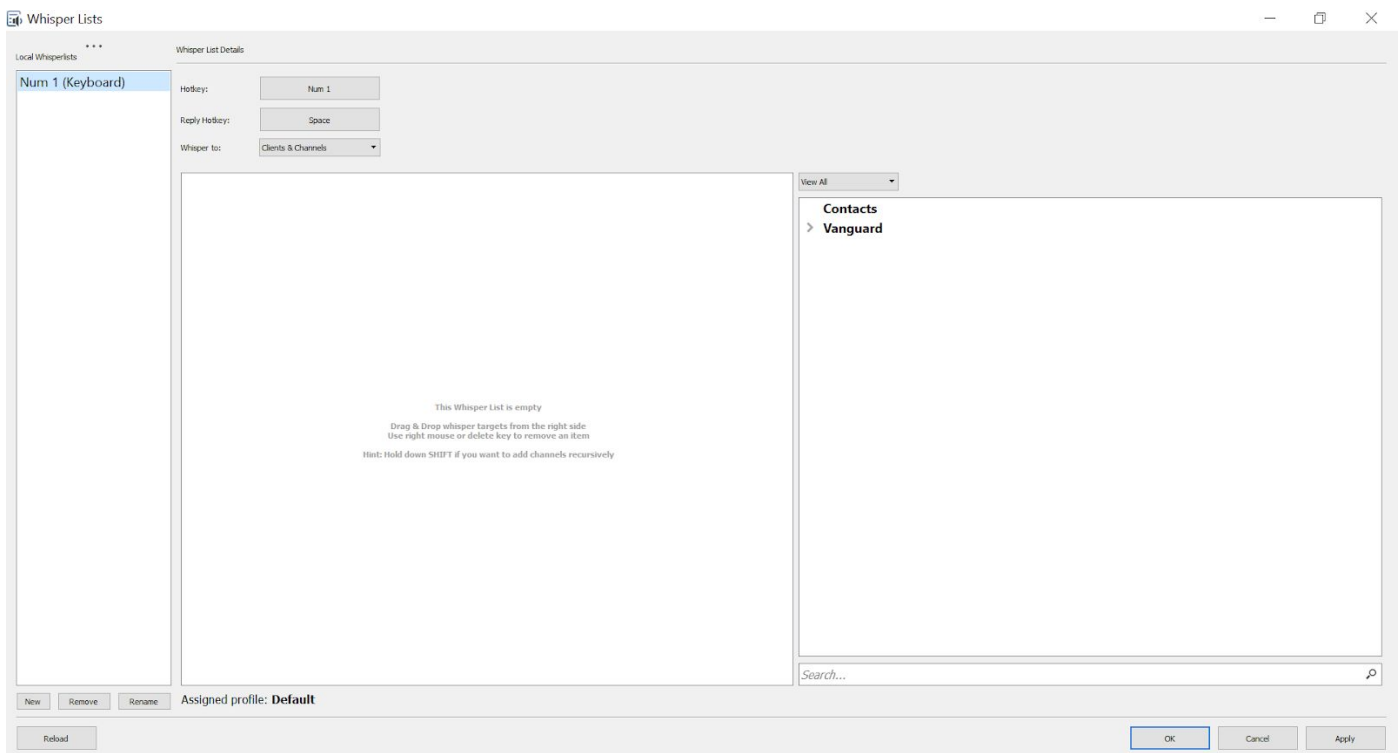 Whisper Lists
Local Whisperlists
Whisper List Details
Num 1 (Keyboard)
Hotkey:
Num 1
Reply Hotkey:
Space
Whisper to:
Clients & Channels
View All
Contacts
Vanguard
This Whisper List is empty
Drag & Drop whisper targets from the right side
Use right mouse or delete key to remove an item
Hint: Hold down SHIFT if you want to add channels recursively
Search...
New
Remove
Rename
Assigned profile: Default
Reload
OK
Cancel
Apply